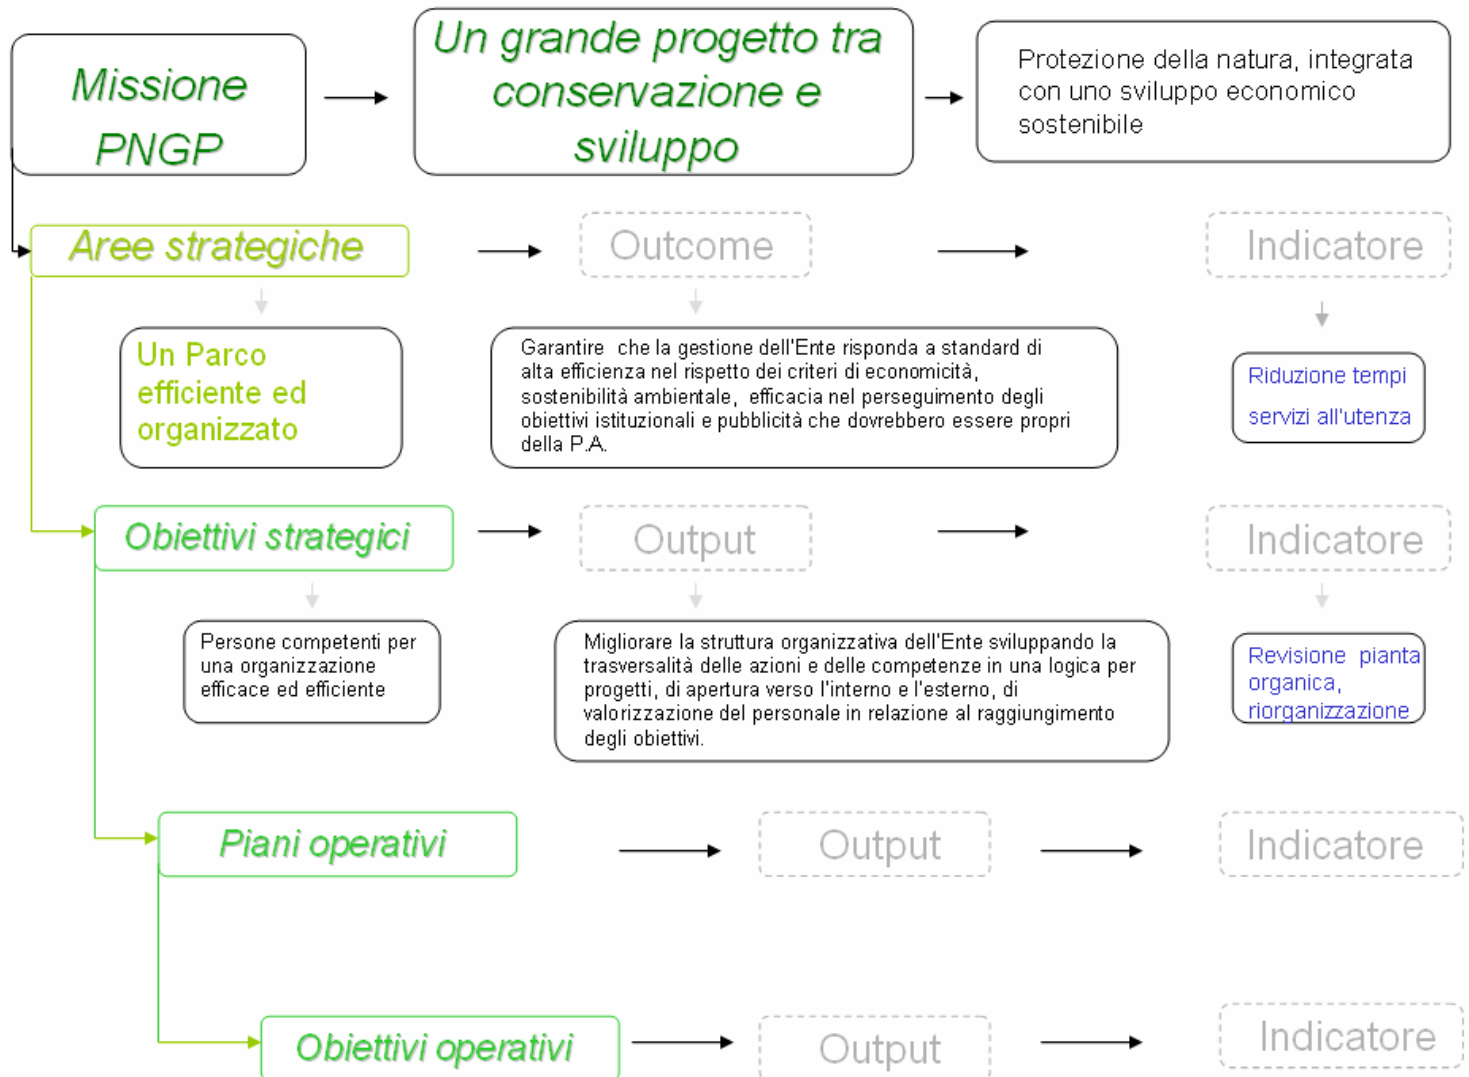 Missione
PNGP
Un grande progetto tra
conservazione e
sviluppo
Protezione della natura, integrata
con uno sviluppo economico
sostenibile
Aree strategiche
Outcome
Indicatore
Un Parco
efficiente ed
organizzato
Garantire che la gestione dell'Ente risponda a standard di
alta efficienza nel rispetto dei criteri di economicità,
sostenibilità ambientale, efficacia nel perseguimento degli
obiettivi istituzionali e pubblicità che dovrebbero essere propri
della P.A.
Riduzione tempi
servizi all'utenza
Obiettivi strategici
Output
Indicatore
Persone competenti per
una organizzazione
efficace ed efficiente
Migliorare la struttura organizzativa dell'Ente sviluppando la
trasversalità delle azioni e delle competenze in una logica per
progetti, di apertura verso l'interno e l'esterno, di
valorizzazione del personale in relazione al raggiungimento
degli obiettivi.
Revisione pianta
organica,
riorganizzazione
Piani operativi
Output
Indicatore
Obiettivi operativi
Output
Indicatore